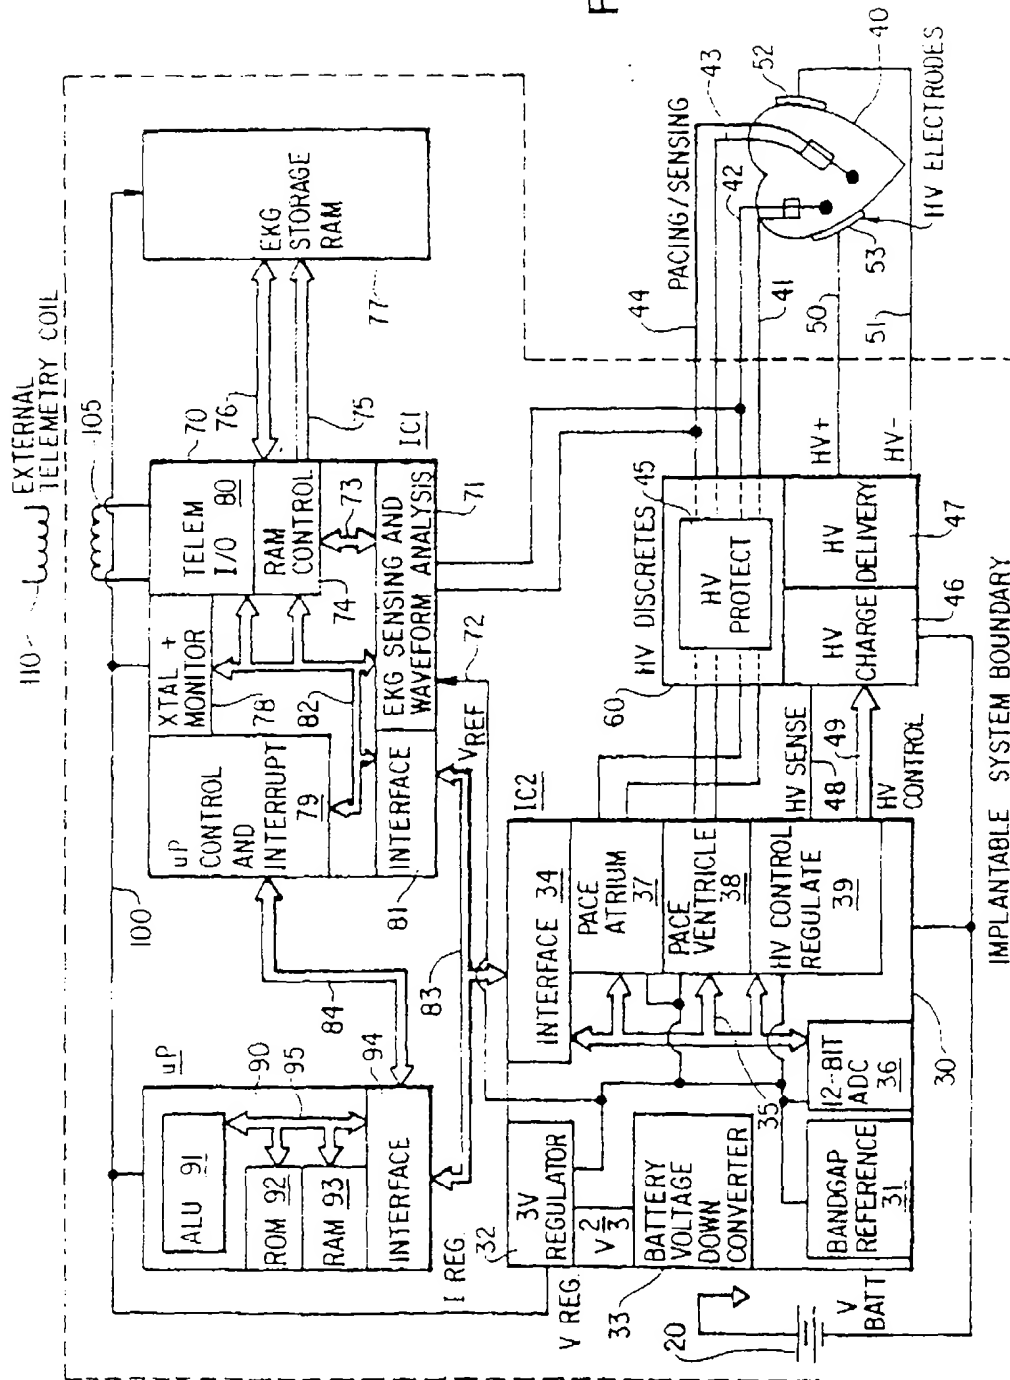 EXTERNAL
TELEMETRY COIL
110
105
100
uP
90
95
94
ALU 91
ROM 92
RAM 93
INTERFACE
84
83
I REG
uP
CONTROL
AND
INTERRUPT
79
XTAL +
MONITOR
78
82
TELEM
I/O 80
70
RAM
CONTROL
74
73
76
75
INTERFACE
81
EKG SENSING AND
WAVEFORM ANALYSIS
71
72
IC1
VREF
EKG
STORAGE
RAM
77
IC2
32
3V
REGULATOR
V 2/3
V REG.
33
BATTERY
VOLTAGE
DOWN
CONVERTER
BANDGAP
REFERENCE
31
INTERFACE 34
PACE
ATRIUM
37
PACE
VENTRICLE
38
HV CONTROL
REGULATE
39
35
12-BIT
ADC
36
30
20
V
BATT
60
HV DISCRETES
45
HV
PROTECT
HV
CHARGE
HV
DELIVERY
46
47
HV SENSE
48
49
HV
CONTROL
HV+
HV-
44
PACING/SENSING
42
43
41
50
51
52
53
40
HV ELECTRODES
IMPLANTABLE SYSTEM BOUNDARY